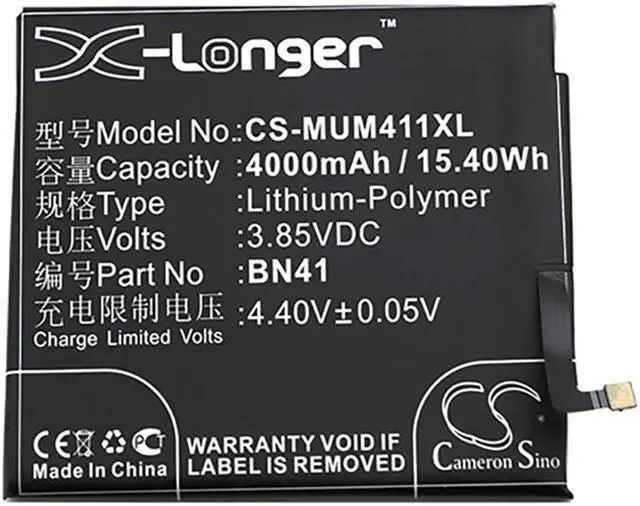 X-Longer™
型号Model No.:CS-MUM411XL
容量Capacity :4000mAh / 15.40Wh
规格Type :Lithium-Polymer
电压Volts :3.85VDC
编号Part No :BN41
充电限制电压 :4.40V±0.05V
Charge Limited Volts
CE PCT
Made In China
WARRANTY VOID IF
LABEL IS REMOVED
CS
Cameron Sino